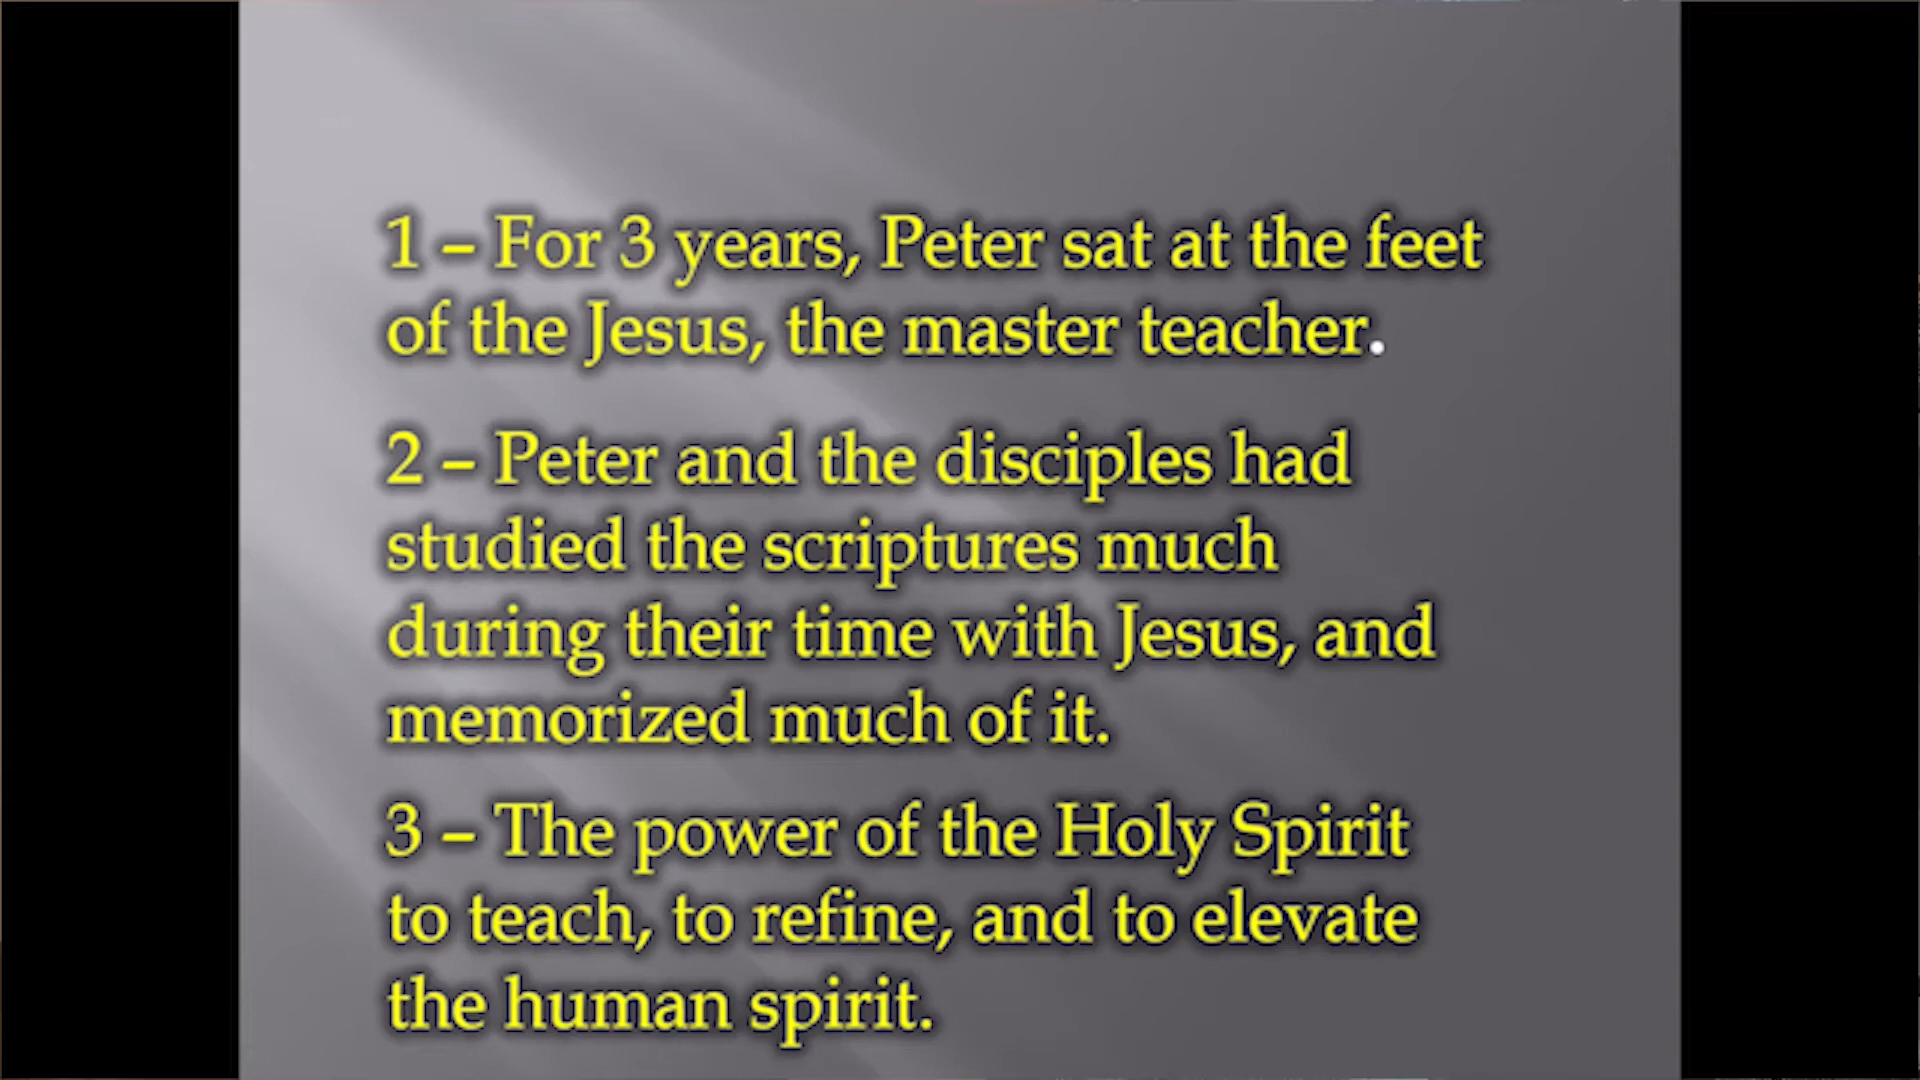 1 – For 3 years, Peter sat at the feet
of the Jesus, the master teacher.
2 – Peter and the disciples had
studied the scriptures much
during their time with Jesus, and
memorized much of it.
3 – The power of the Holy Spirit
to teach, to refine, and to elevate
the human spirit.